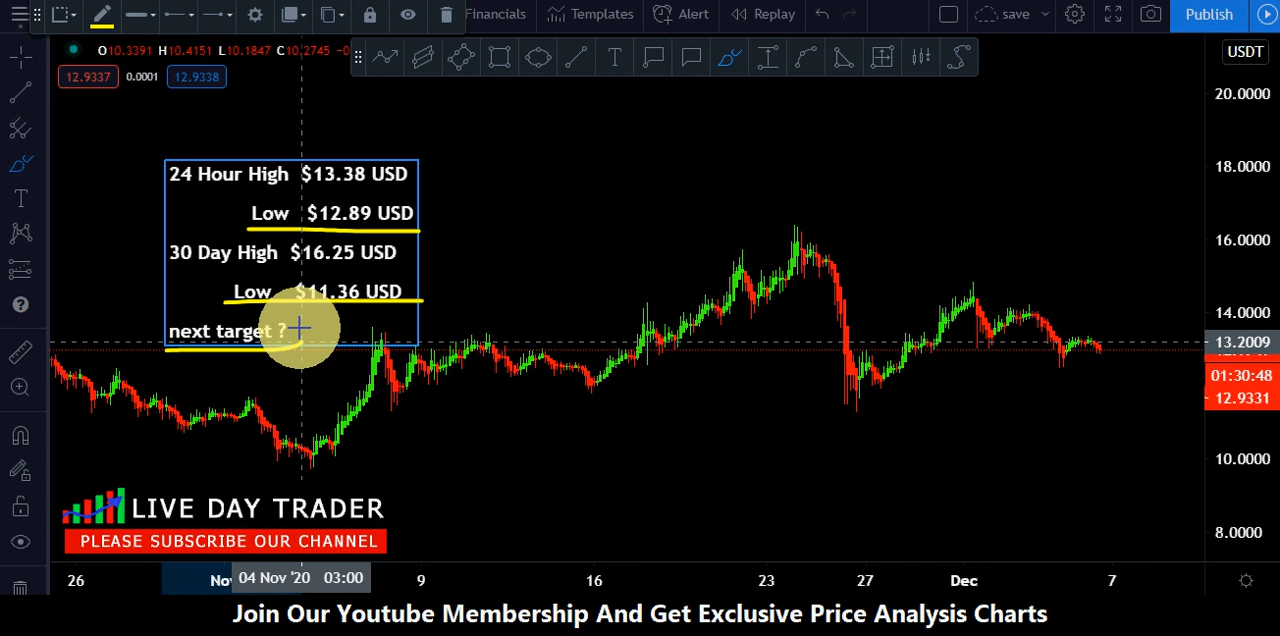 Financials Templates Alert Replay save Publish
O10.3391 H10.4151 L10.1847 C10.2745
12.9337 0.0001 12.9338
USDT
20.0000
18.0000
16.0000
14.0000
13.2009
01:30:48
12.9331
10.0000
8.0000
24 Hour High $13.38 USD
Low $12.89 USD
30 Day High $16.25 USD
Low $11.36 USD
next target ?
LIVE DAY TRADER
PLEASE SUBSCRIBE OUR CHANNEL
26 04 Nov '20 03:00 9 16 23 27 Dec 7
Join Our Youtube Membership And Get Exclusive Price Analysis Charts